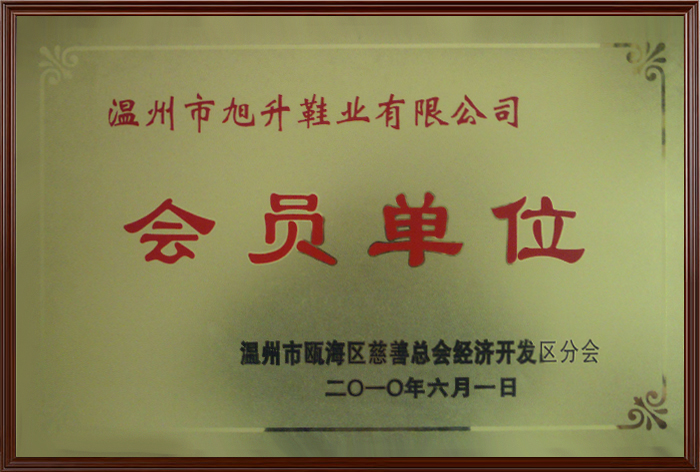 温州市旭升鞋业有限公司
会员单位
温州市瓯海区慈善总会经济开发区分会
二〇一〇年六月一日